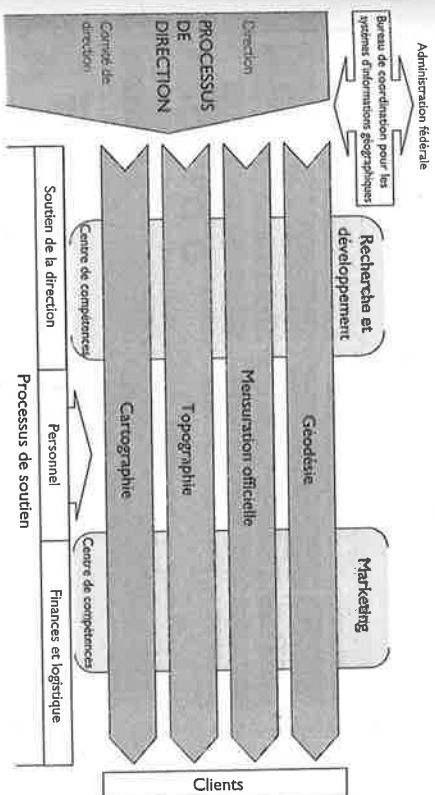 Administration fédérale
Bureau de coordination pour les
systèmes d'informations géographiques
Direction
PROCESSUS
DE
DIRECTION
Comité de
direction
Recherche et
développement
Marketing
Géodésie
Mensuration officielle
Topographie
Cartographie
Centre de compétences
Centre de compétences
Clients
Soutien de la direction
Personnel
Finances et logistique
Processus de soutien